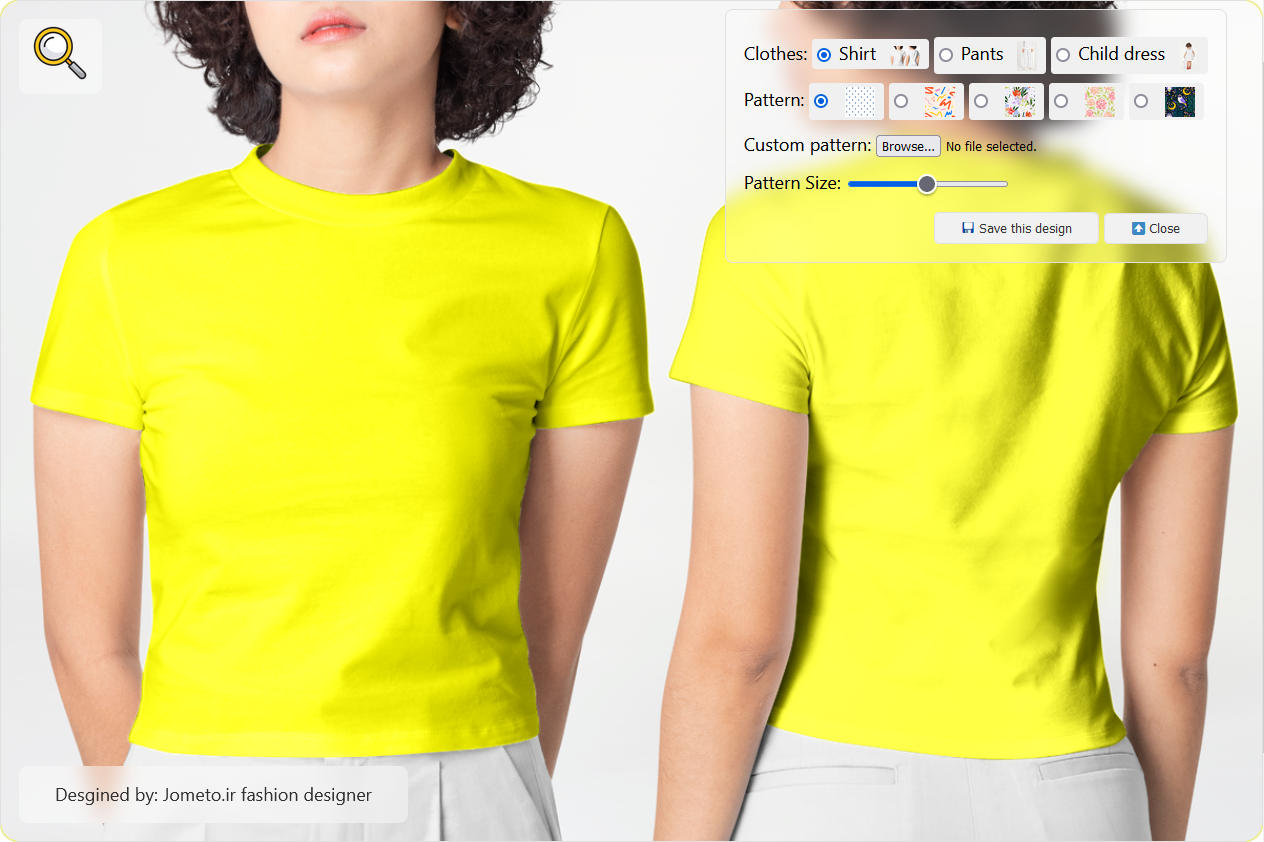 Clothes: Shirt Pants Child dress
Pattern:
Custom pattern: Browse... No file selected.
Pattern Size:
Save this design Close
Desgined by: Jometo.ir fashion designer